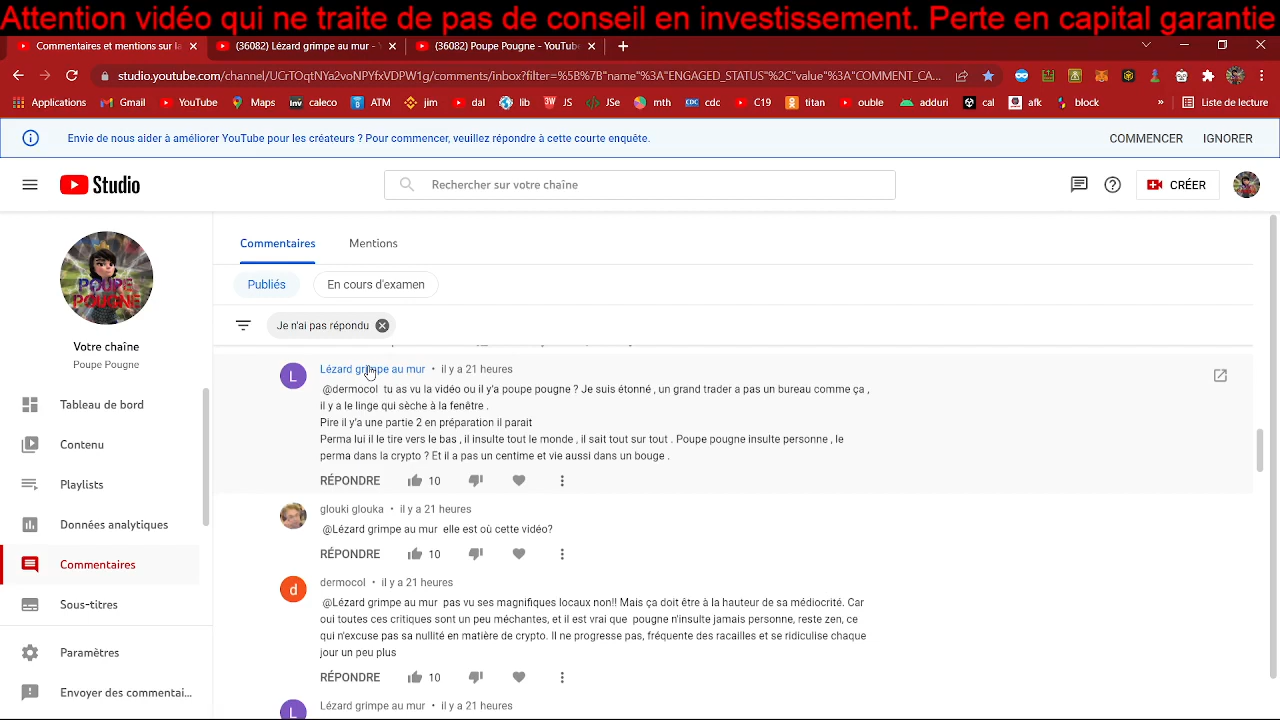 Attention vidéo qui ne traite de pas de conseil en investissement. Perte en capital garantie
Commentaires et mentions sur la
(36082) Lézard grimpe au mur - Y
(36082) Poupe Pougne - YouTube
studio.youtube.com/channel/UCrTOqtNYa2voNPYfxVDPW1g/comments/inbox?filter=%5B%7B"name"%3A"ENGAGED_STATUS"%2C"value"%3A"COMMENT_CA...
Applications Gmail YouTube Maps caleco ATM jim dal lib JS JSe mth cdc C19 titan ouble adduri cal afk block » Liste de lecture
Envie de nous aider à améliorer YouTube pour les créateurs ? Pour commencer, veuillez répondre à cette courte enquête.
COMMENCER IGNORER
Studio
Rechercher sur votre chaîne
CRÉER
POUPE
POUGNE
Votre chaîne
Poupe Pougne
Tableau de bord
Contenu
Playlists
Données analytiques
Commentaires
Sous-titres
Paramètres
Envoyer des commentai...
Commentaires Mentions
Publiés En cours d'examen
Je n'ai pas répondu
L
Lézard grimpe au mur • il y a 21 heures
@dermocol tu as vu la vidéo ou il y'a poupe pougne ? Je suis étonné , un grand trader a pas un bureau comme ça ,
il y a le linge qui sèche à la fenêtre .
Pire il y'a une partie 2 en préparation il parait
Perma lui il le tire vers le bas , il insulte tout le monde , il sait tout sur tout . Poupe pougne insulte personne , le
perma dans la crypto ? Et il a pas un centime et vie aussi dans un bouge .
RÉPONDRE 10
glouki glouka • il y a 21 heures
@Lézard grimpe au mur elle est où cette vidéo?
RÉPONDRE 10
d
dermocol • il y a 21 heures
@Lézard grimpe au mur pas vu ses magnifiques locaux non!! Mais ça doit être à la hauteur de sa médiocrité. Car
oui toutes ces critiques sont un peu méchantes, et il est vrai que pougne n'insulte jamais personne, reste zen, ce
qui n'excuse pas sa nullité en matière de crypto. Il ne progresse pas, fréquente des racailles et se ridiculise chaque
jour un peu plus
RÉPONDRE 10
L
Lézard grimpe au mur • il y a 21 heures